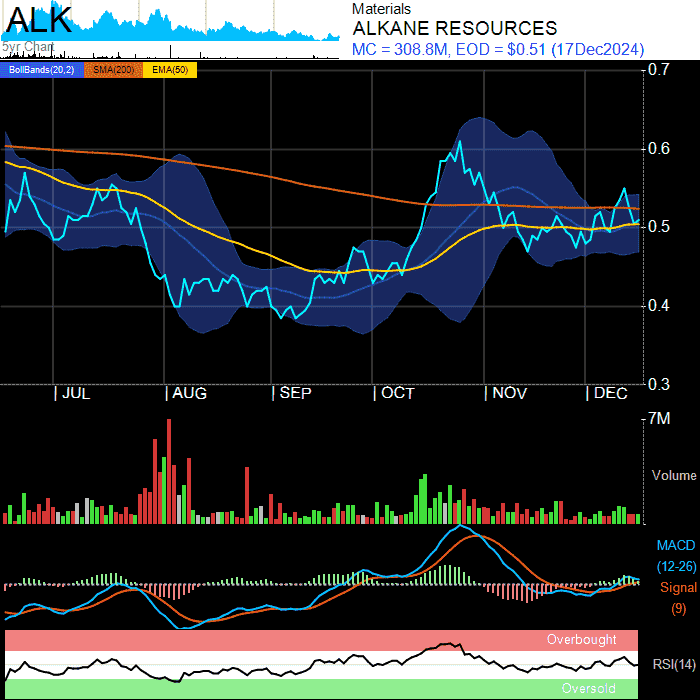 ALK
5yr Chart
Materials
ALKANE RESOURCES
MC = 308.8M, EOD = $0.51 (17Dec2024)
BollBands(20,2) SMA(200) EMA(50)
0.7
0.6
0.5
0.4
0.3
JUL AUG SEP OCT NOV DEC
7M
Volume
MACD
(12-26)
Signal
(9)
Overbought
RSI(14)
Oversold